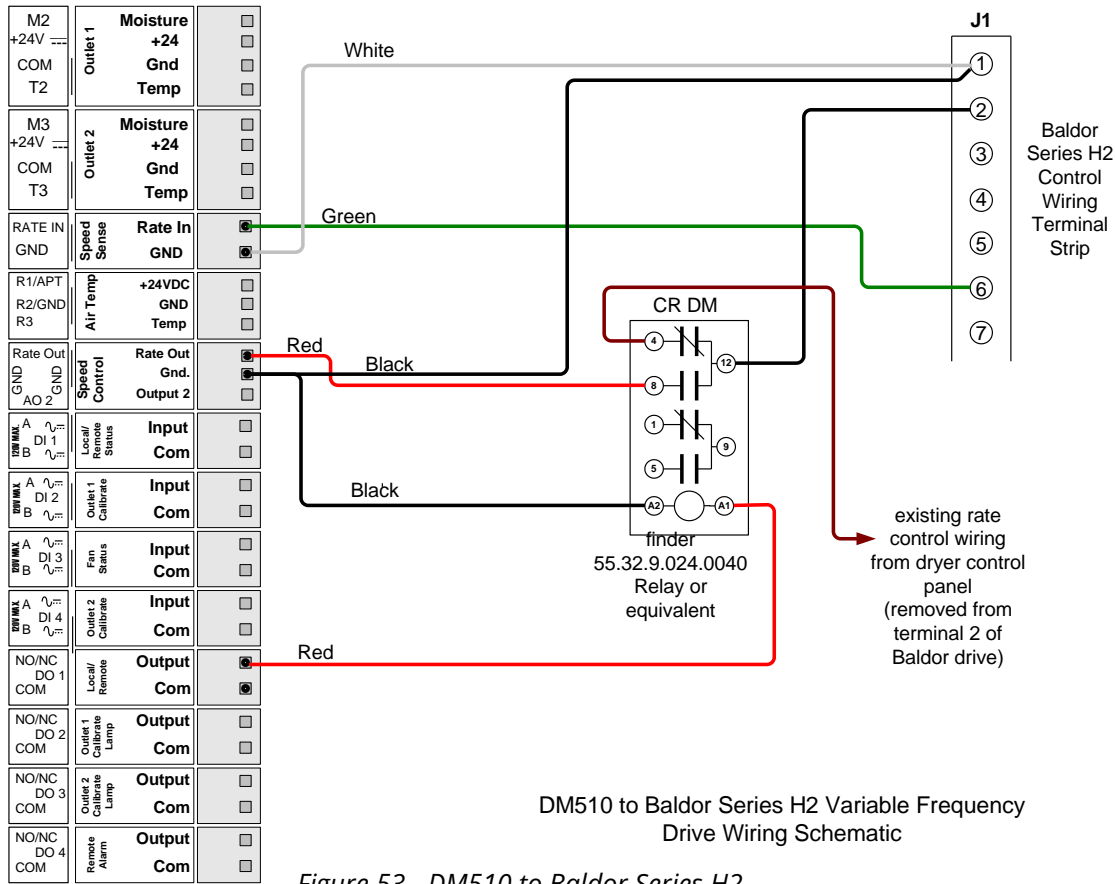 M2
+24V
COM
T2
Outlet 1
Moisture
+24
Gnd
Temp
M3
+24V
COM
T3
Outlet 2
Moisture
+24
Gnd
Temp
RATE IN
GND
Speed
Sense
Rate In
GND
R1/APT
R2/GND
R3
Air Temp
+24VDC
GND
Temp
Rate Out
GND
GND
AO 2
Speed
Control
Rate Out
Gnd.
Output 2
120V MAX.
A
DI 1
B
Local/
Remote
Status
Input
Com
120V MAX.
A
DI 2
B
Outlet 1
Calibrate
Input
Com
120V MAX.
A
DI 3
B
Fan
Status
Input
Com
120V MAX.
A
DI 4
B
Outlet 2
Calibrate
Input
Com
NO/NC
DO 1
COM
Local/
Remote
Output
Com
NO/NC
DO 2
COM
Outlet 1
Calibrate
Lamp
Output
Com
NO/NC
DO 3
COM
Outlet 2
Calibrate
Lamp
Output
Com
NO/NC
DO 4
COM
Remote
Alarm
Output
Com
White
Green
Red
Black
Black
Red
CR DM
4
12
8
1
9
5
A2
A1
finder
55.32.9.024.0040
Relay or
equivalent
J1
1
2
3
4
5
6
7
Baldor
Series H2
Control
Wiring
Terminal
Strip
existing rate
control wiring
from dryer control
panel
(removed from
terminal 2 of
Baldor drive)
DM510 to Baldor Series H2 Variable Frequency
Drive Wiring Schematic
Figure 53 - DM510 to Baldor Series H2